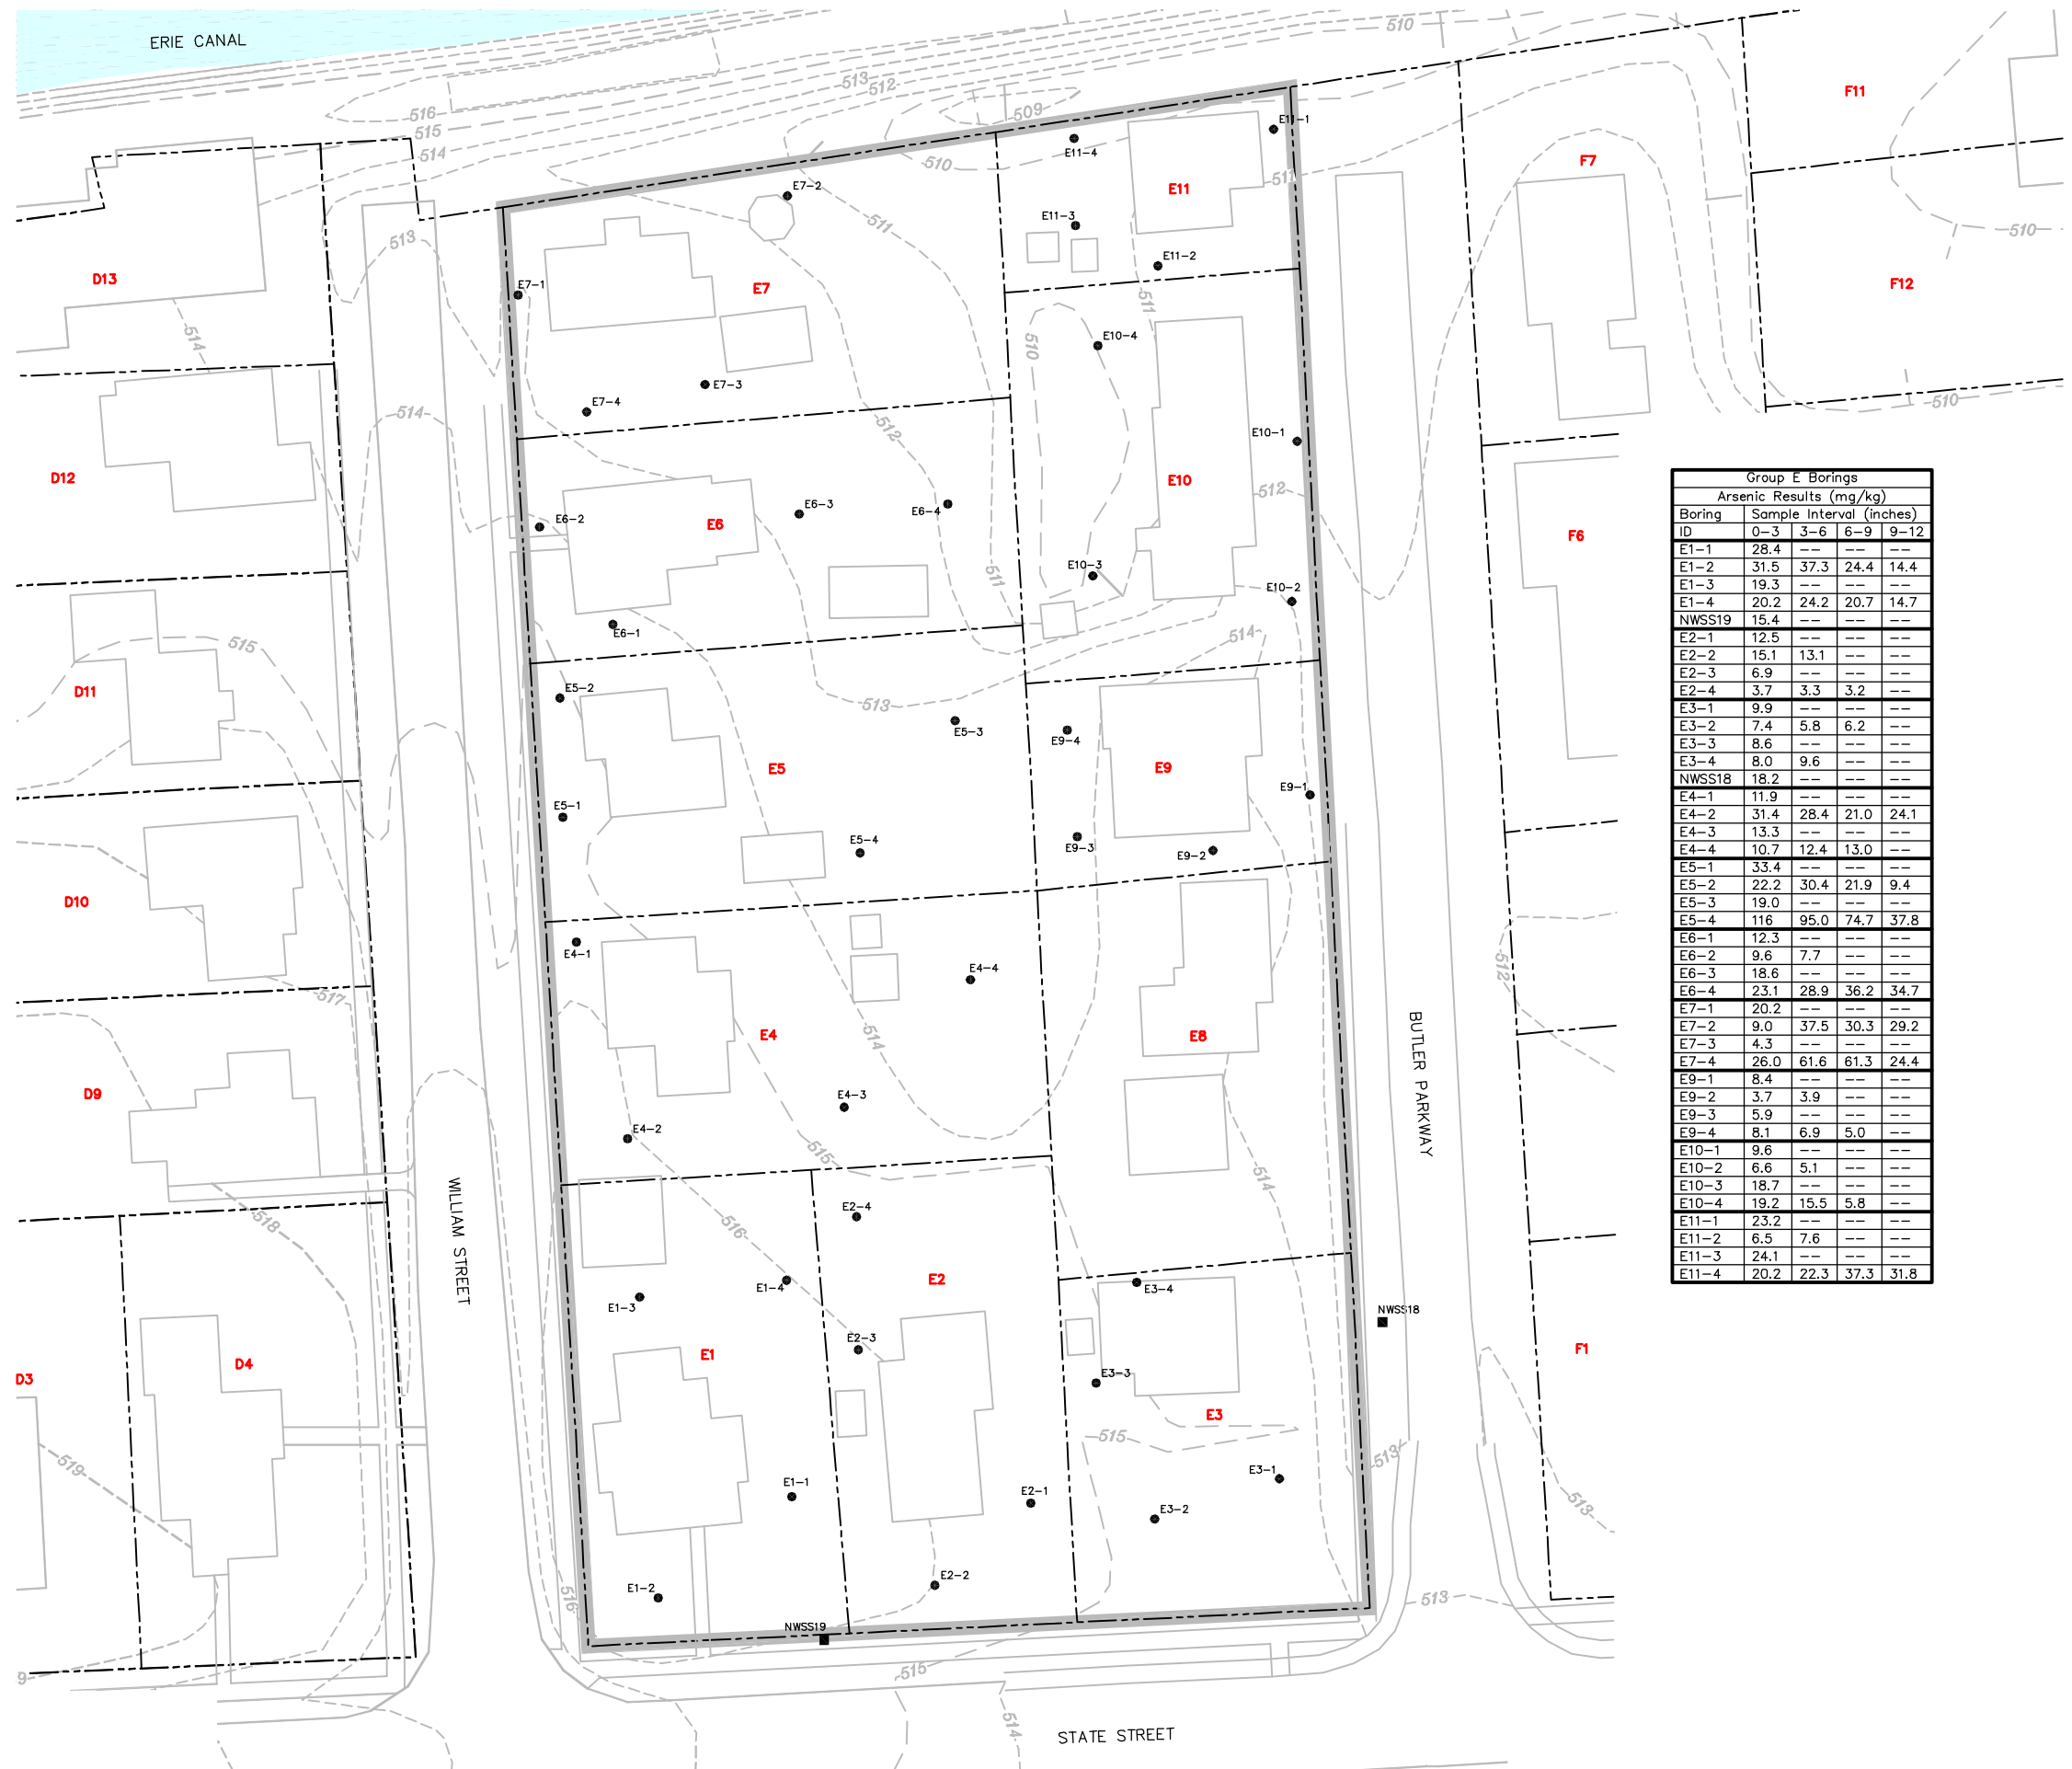 ERIE CANAL
510
513
512
516
509
515
514
510
F11
F7
E11-1
E11-4
E11
511
E7-2
E11-3
511
510
513
D13
E11-2
E7
F12
E7-1
514
511
E10-4
510
E7-3
E7-4
514
512
510
E10-1
D12
E10
512
E6-3
E6-4
E6-2
E6
F6
E10-3
511
E10-2
E6-1
514
515
D11
E5-2
513
E5-3
E9-4
E5
E9
E9-1
E5-1
E5-4
E9-3
E9-2
D10
E4-1
E4-4
512
517
514
E4
E8
BUTLER PARKWAY
D9
E4-3
E4-2
515
514
WILLIAM STREET
518
E2-4
516
E1-4
E2
E3-4
E1-3
NWSS18
E2-3
E1
D4
D3
F1
E3-3
E3
515
513
519
E3-1
E1-1
E2-1
E3-2
513
E1-2
E2-2
516
513
NWSS19
515
9
514
STATE STREET
Group E Borings
Arsenic Results (mg/kg)
Boring Sample Interval (inches)
ID 0-3 3-6 6-9 9-12
E1-1 28.4 -- -- --
E1-2 31.5 37.3 24.4 14.4
E1-3 19.3 -- -- --
E1-4 20.2 24.2 20.7 14.7
NWSS19 15.4 -- -- --
E2-1 12.5 -- -- --
E2-2 15.1 13.1 -- --
E2-3 6.9 -- -- --
E2-4 3.7 3.3 3.2 --
E3-1 9.9 -- -- --
E3-2 7.4 5.8 6.2 --
E3-3 8.6 -- -- --
E3-4 8.0 9.6 -- --
NWSS18 18.2 -- -- --
E4-1 11.9 -- -- --
E4-2 31.4 28.4 21.0 24.1
E4-3 13.3 -- -- --
E4-4 10.7 12.4 13.0 --
E5-1 33.4 -- -- --
E5-2 22.2 30.4 21.9 9.4
E5-3 19.0 -- -- --
E5-4 116 95.0 74.7 37.8
E6-1 12.3 -- -- --
E6-2 9.6 7.7 -- --
E6-3 18.6 -- -- --
E6-4 23.1 28.9 36.2 34.7
E7-1 20.2 -- -- --
E7-2 9.0 37.5 30.3 29.2
E7-3 4.3 -- -- --
E7-4 26.0 61.6 61.3 24.4
E9-1 8.4 -- -- --
E9-2 3.7 3.9 -- --
E9-3 5.9 -- -- --
E9-4 8.1 6.9 5.0 --
E10-1 9.6 -- -- --
E10-2 6.6 5.1 -- --
E10-3 18.7 -- -- --
E10-4 19.2 15.5 5.8 --
E11-1 23.2 -- -- --
E11-2 6.5 7.6 -- --
E11-3 24.1 -- -- --
E11-4 20.2 22.3 37.3 31.8